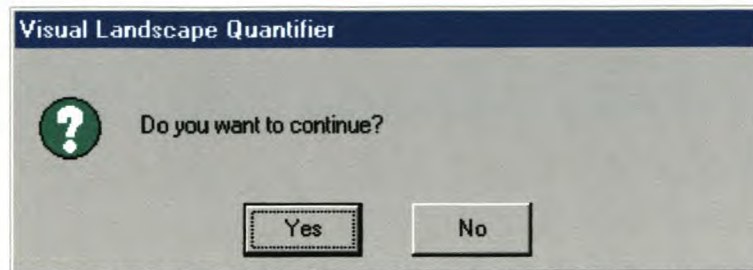 Visual Landscape Quantifier
?
Do you want to continue?
Yes
No